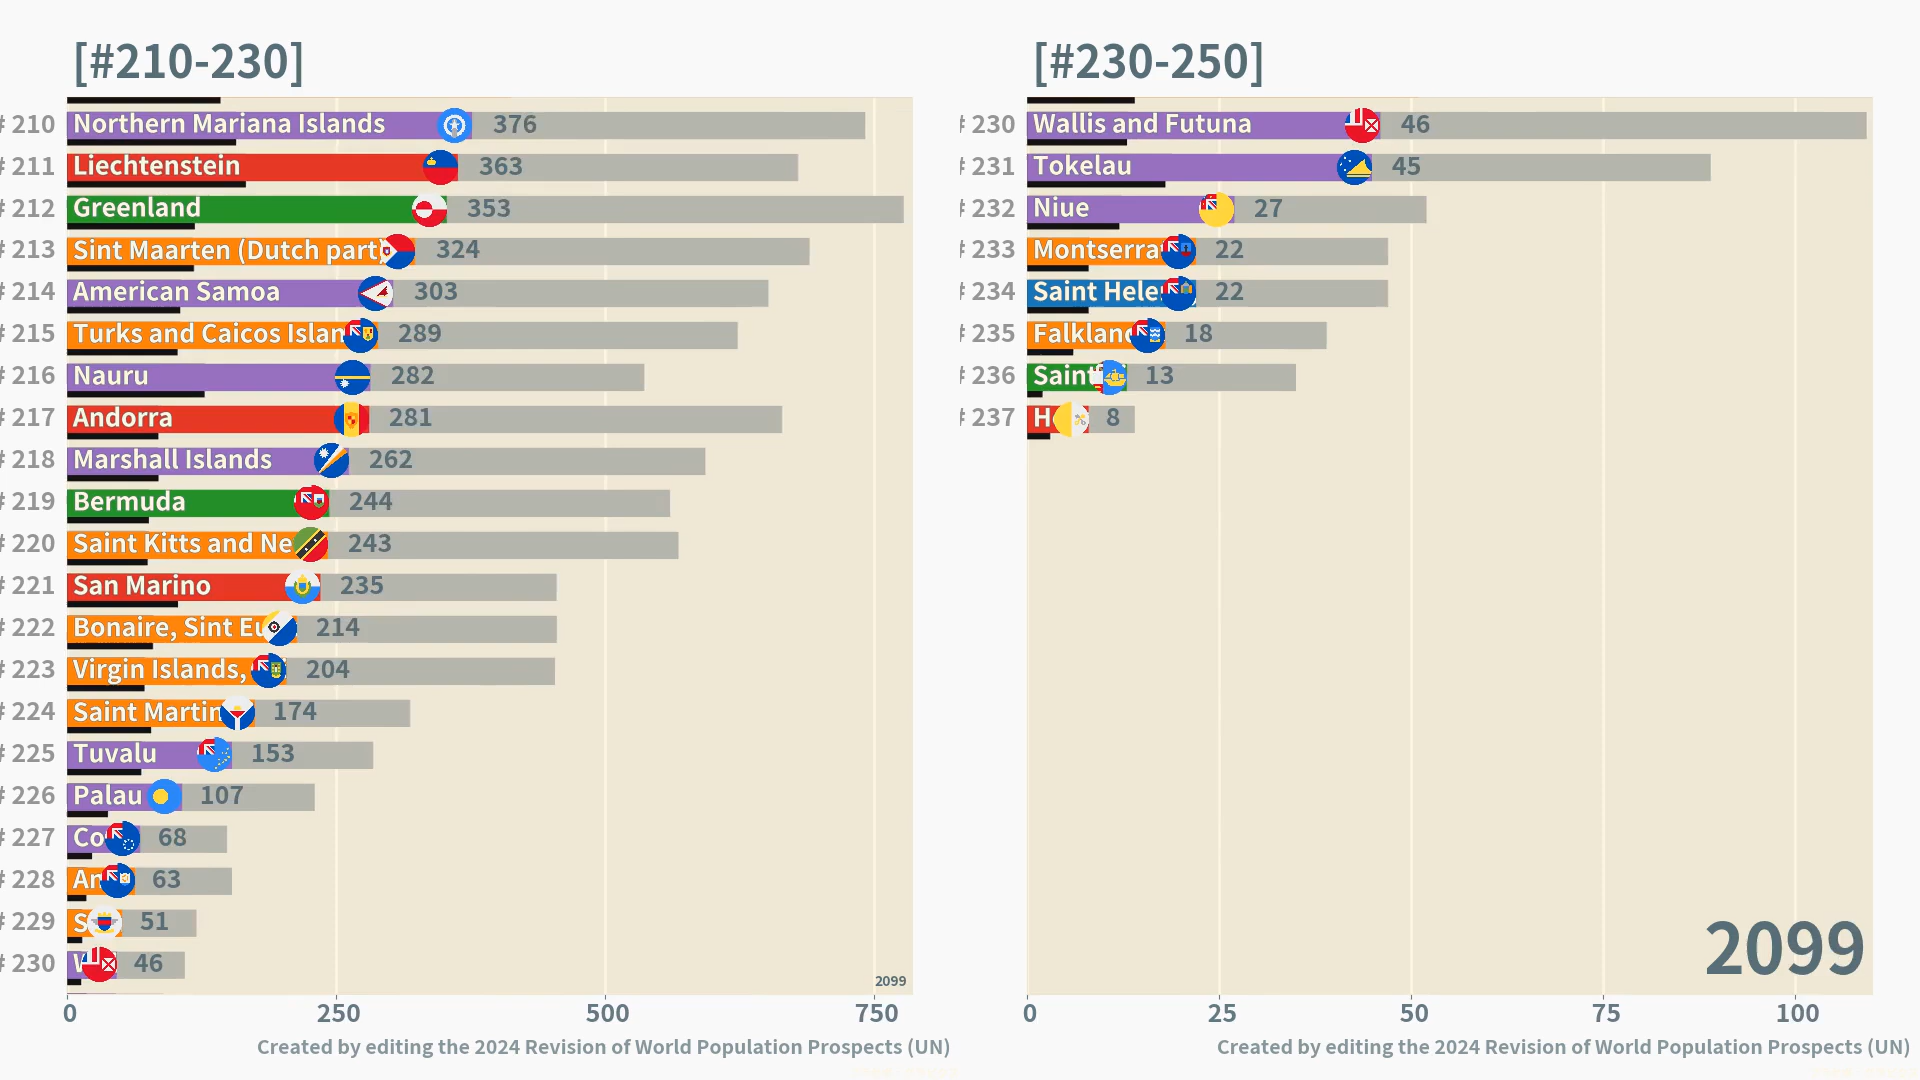 [#210-230]
# 210 Northern Mariana Islands 376
# 211 Liechtenstein 363
# 212 Greenland 353
# 213 Sint Maarten (Dutch part) 324
# 214 American Samoa 303
# 215 Turks and Caicos Islan 289
# 216 Nauru 282
# 217 Andorra 281
# 218 Marshall Islands 262
# 219 Bermuda 244
# 220 Saint Kitts and Ne 243
# 221 San Marino 235
# 222 Bonaire, Sint Eu 214
# 223 Virgin Islands, 204
# 224 Saint Martin 174
# 225 Tuvalu 153
# 226 Palau 107
# 227 Co 68
# 228 An 63
# 229 S 51
# 230 46
2099
0 250 500 750
Created by editing the 2024 Revision of World Population Prospects (UN)
[#230-250]
# 230 Wallis and Futuna 46
# 231 Tokelau 45
# 232 Niue 27
# 233 Montserra 22
# 234 Saint Hele 22
# 235 Falkland 18
# 236 Saint 13
# 237 H 8
2099
0 25 50 75 100
Created by editing the 2024 Revision of World Population Prospects (UN)